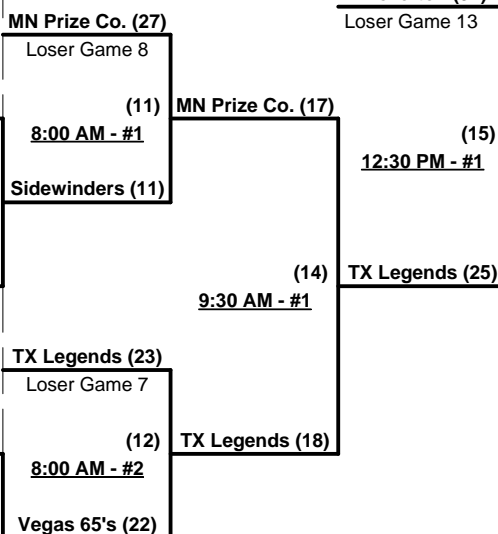 MN Prize Co. (27)
Loser Game 8
Loser Game 13
(11)
MN Prize Co. (17)
8:00 AM - #1
(15)
12:30 PM - #1
Sidewinders (11)
(14)
TX Legends (25)
9:30 AM - #1
TX Legends (23)
Loser Game 7
(12)
TX Legends (18)
8:00 AM - #2
Vegas 65's (22)